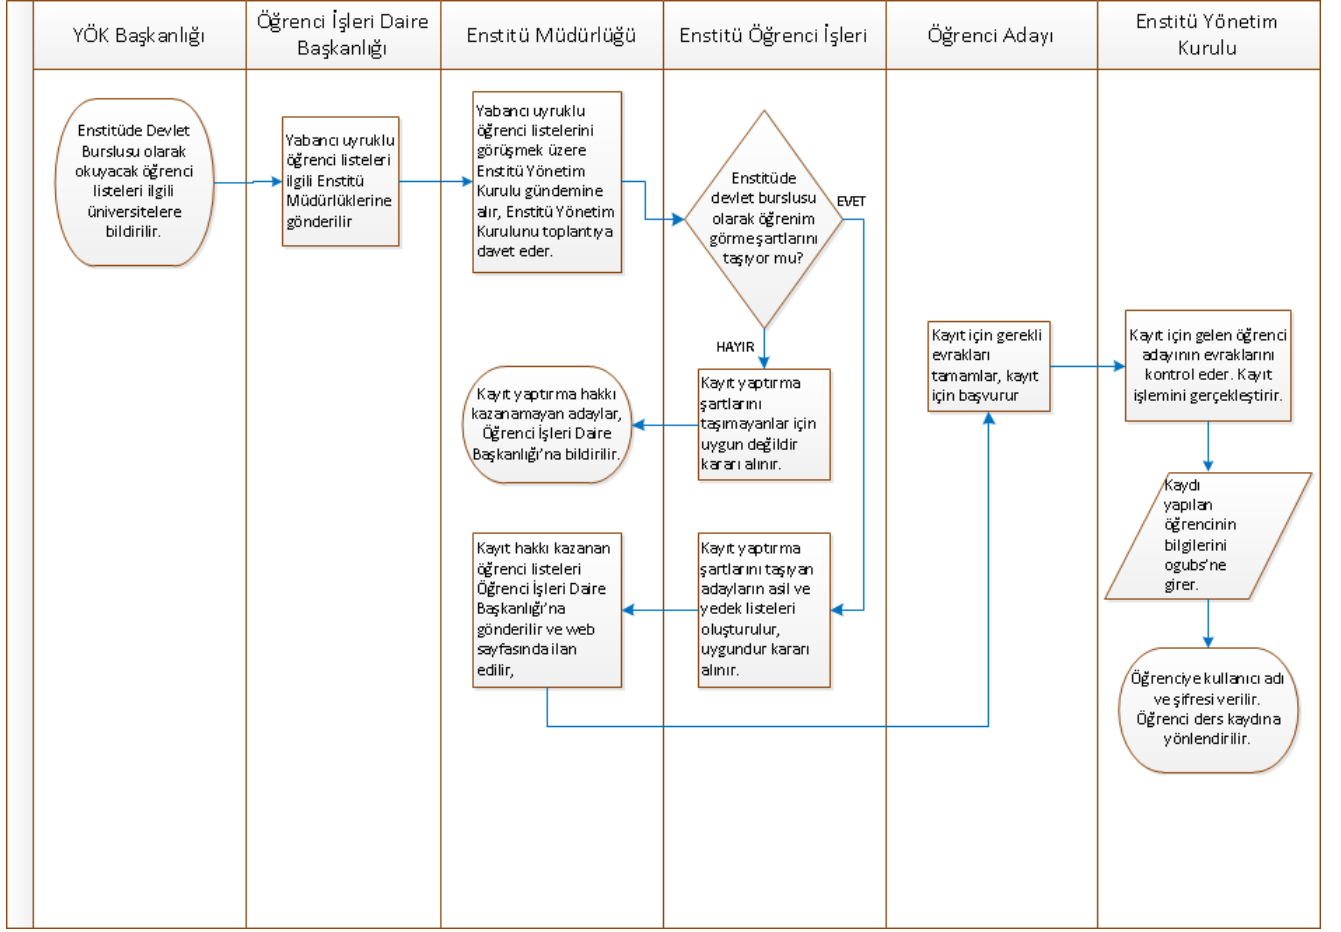 YÖK Başkanlığı
Öğrenci İşleri Daire
Başkanlığı
Enstitü Müdürlüğü
Enstitü Öğrenci İşleri
Öğrenci Adayı
Enstitü Yönetim
Kurulu
Enstitüde Devlet
Burslusu olarak
okuyacak öğrenci
listeleri ilgili
üniversitelere
bildirilir.
Yabancı uyruklu
öğrenci listeleri
ilgili Enstitü
Müdürlüklerine
gönderilir
Yabancı uyruklu
öğrenci listelerini
görüşmek üzere
Enstitü Yönetim
Kurulu gündemine
alır, Enstitü Yönetim
Kurulunu toplantıya
davet eder.
Enstitüde
devlet burslusu
olarak öğrenim
görme şartlarını
taşıyor mu?
EVET
HAYIR
Kayıt yaptırma
şartlarını
taşımayanlar için
uygun değildir
kararı alınır.
Kayıt yaptırma hakkı
kazanamayan adaylar,
Öğrenci İşleri Daire
Başkanlığı'na bildirilir.
Kayıt yaptırma
şartlarını taşıyan
adayların asil ve
yedek listeleri
oluşturulur,
uygundur kararı
alınır.
Kayıt hakkı kazanan
öğrenci listeleri
Öğrenci İşleri Daire
Başkanlığı'na
gönderilir ve web
sayfasında ilan
edilir,
Kayıt için gerekli
evrakları
tamamlar, kayıt
için başvurur
Kayıt için gelen öğrenci
adayının evraklarını
kontrol eder. Kayıt
işlemini gerçekleştirir.
Kaydı
yapılan
öğrencinin
bilgilerini
ogubs'ne
girer.
Öğrenciye kullanıcı adı
ve şifresi verilir.
Öğrenci ders kaydına
yönlendirilir.